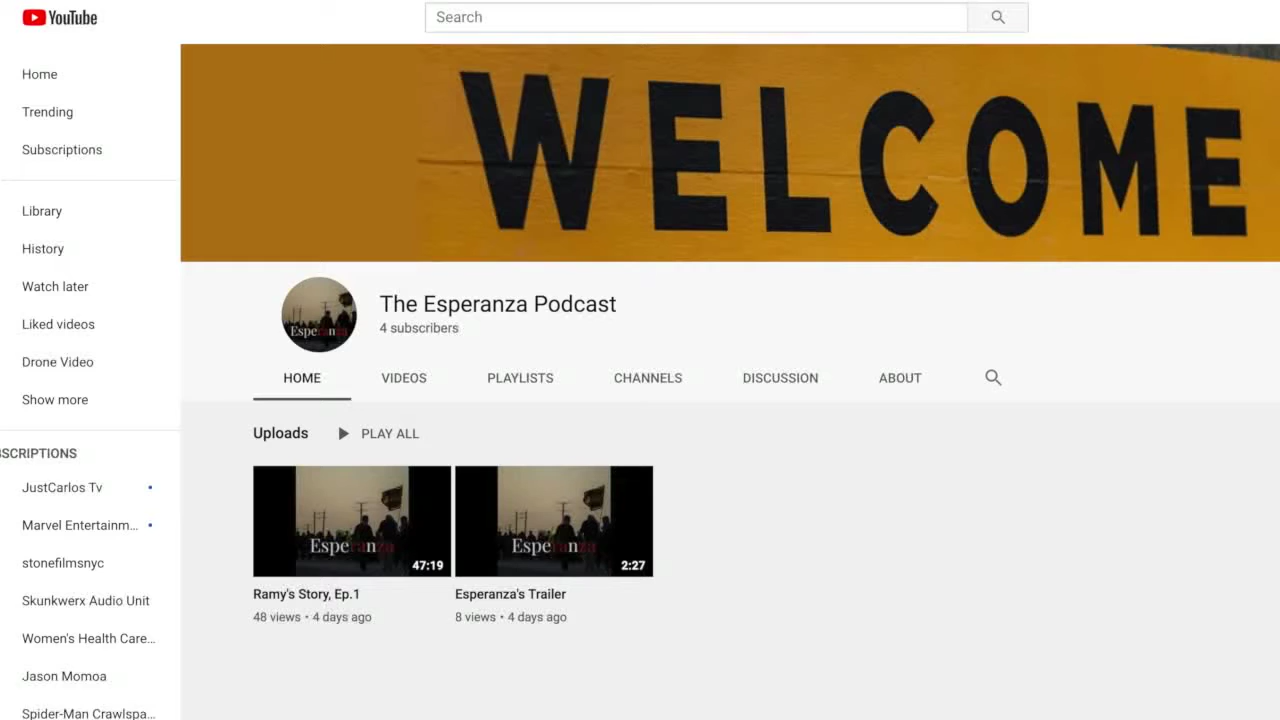 YouTube
Search
Home
Trending
Subscriptions
Library
History
Watch later
Liked videos
Drone Video
Show more
BSCRIPTIONS
JustCarlos Tv
Marvel Entertainm...
stonefilmsnyc
Skunkwerx Audio Unit
Women's Health Care...
Jason Momoa
Spider-Man Crawlspa...
WELCOME
Esperanza
The Esperanza Podcast
4 subscribers
HOME VIDEOS PLAYLISTS CHANNELS DISCUSSION ABOUT
Uploads PLAY ALL
Esperanza
47:19
Esperanza
2:27
Ramy's Story, Ep.1
48 views • 4 days ago
Esperanza's Trailer
8 views • 4 days ago